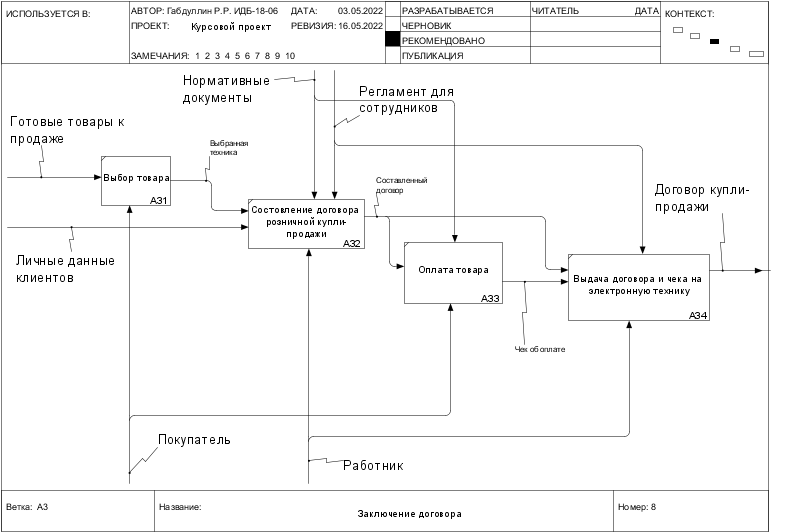 ИСПОЛЬЗУЕТСЯ В:
АВТОР: Габдуллин Р.Р. ИДБ-18-06
ДАТА: 03.05.2022
ПРОЕКТ: Курсовой проект
РЕВИЗИЯ: 16.05.2022
ЗАМЕЧАНИЯ: 1 2 3 4 5 6 7 8 9 10
РАЗРАБАТЫВАЕТСЯ
ЧЕРНОВИК
РЕКОМЕНДОВАНО
ПУБЛИКАЦИЯ
ЧИТАТЕЛЬ ДАТА
КОНТЕКСТ:
Нормативные
документы
Регламент для
сотрудников
Готовые товары к
продаже
Выбранная
техника
Выбор товара
А31
Составленный
договор
Договор купли-
продажи
Состовление договора
розничной купли-
продажи
А32
Личные данные
клиентов
Оплата товара
А33
Выдача договора и чека на
электронную технику
А34
Чек об оплате
Покупатель
Работник
Ветка: А3
Название:
Заключение договора
Номер: 8